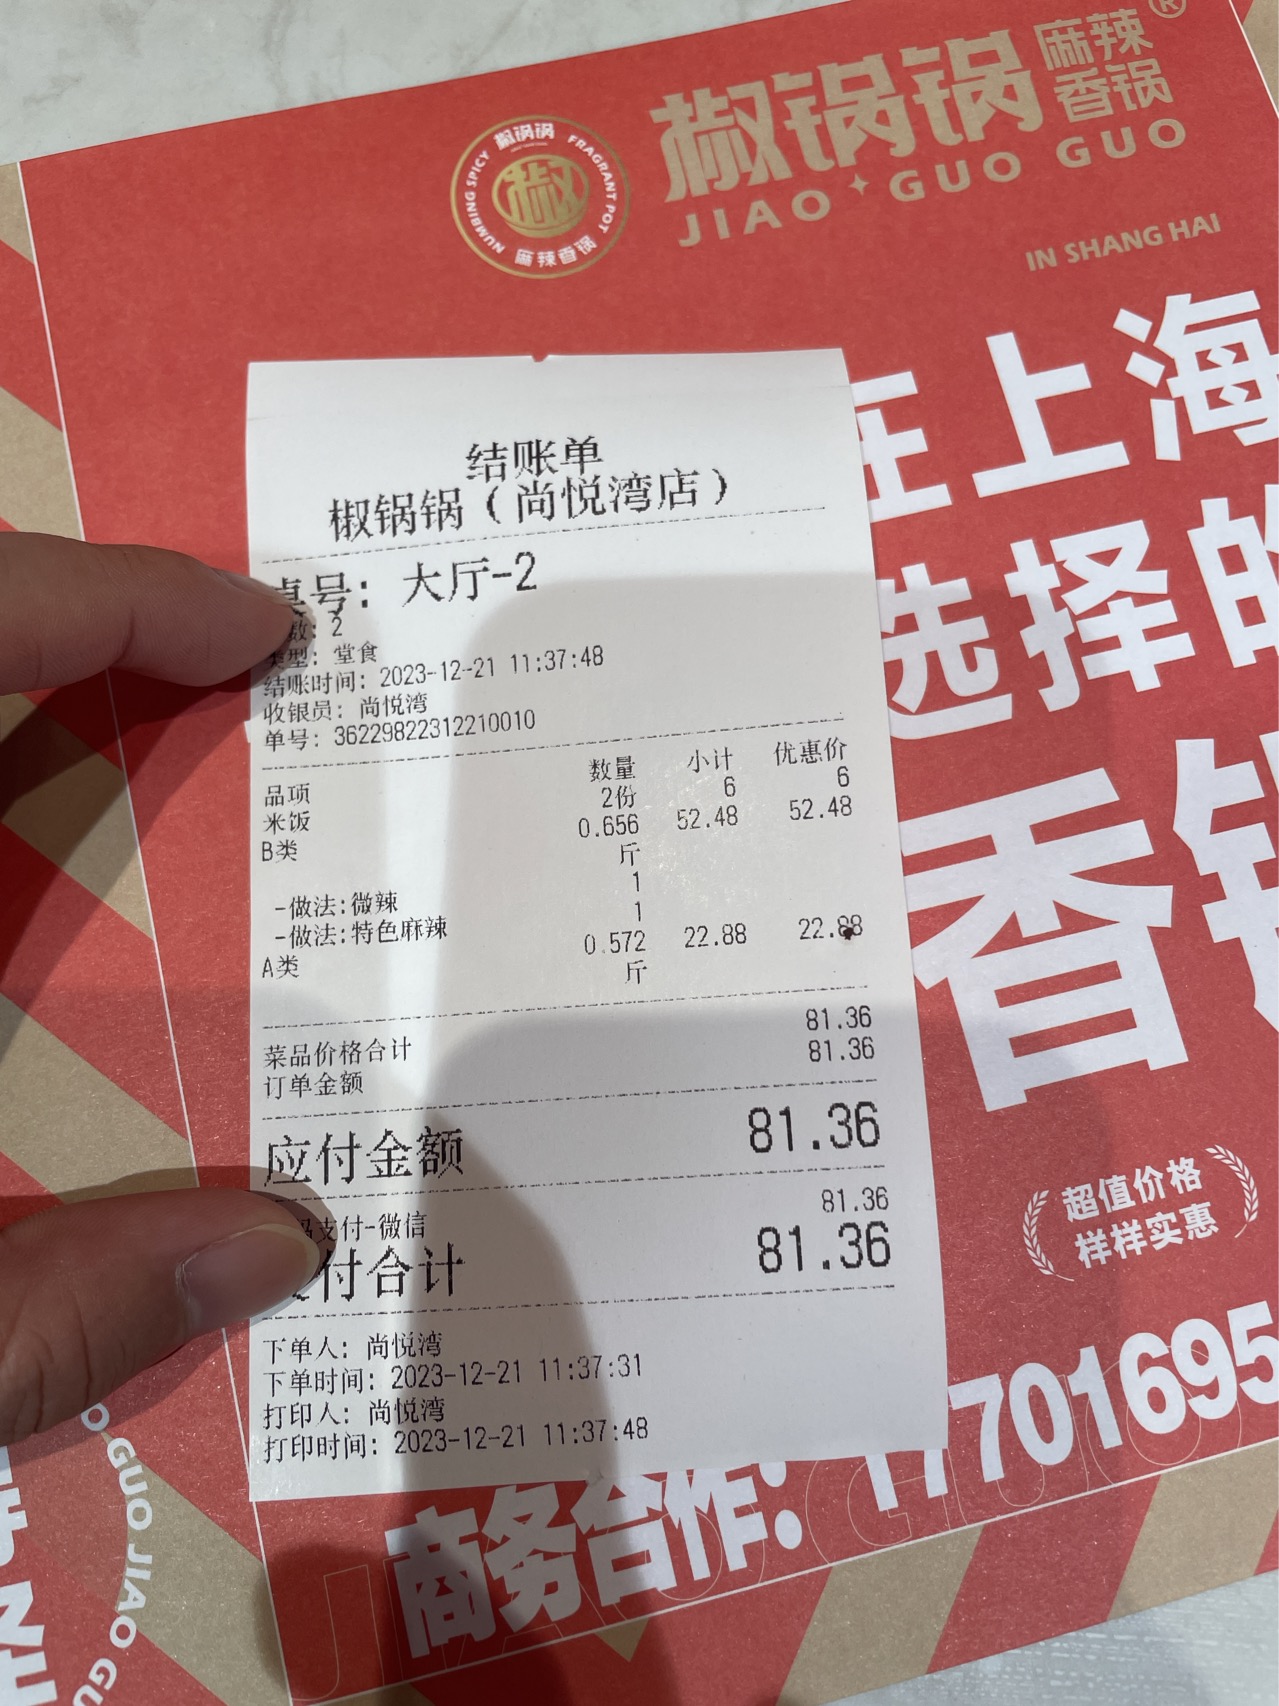 椒锅锅
麻辣
香锅
®
JIAO GUO GUO
椒锅锅
NUMBING SPICY
FRAGRANT POT
椒
麻辣香锅
IN SHANG HAI
在上海
选择的
香锅
结账单
椒锅锅（尚悦湾店）
桌号：大厅-2
数：2
类型：堂食
结账时间：2023-12-21 11:37:48
收银员：尚悦湾
单号：36229822312210010
品项 数量 小计 优惠价
米饭 2份 6 6
B类 0.656斤 52.48 52.48
-做法:微辣 1
-做法:特色麻辣 1
A类 0.572斤 22.88 22.88
菜品价格合计 81.36
订单金额 81.36
应付金额 81.36
码支付-微信 81.36
付合计 81.36
下单人：尚悦湾
下单时间：2023-12-21 11:37:31
打印人：尚悦湾
打印时间：2023-12-21 11:37:48
超值价格
样样实惠
商务合作：17701695
GUO JIAO GU